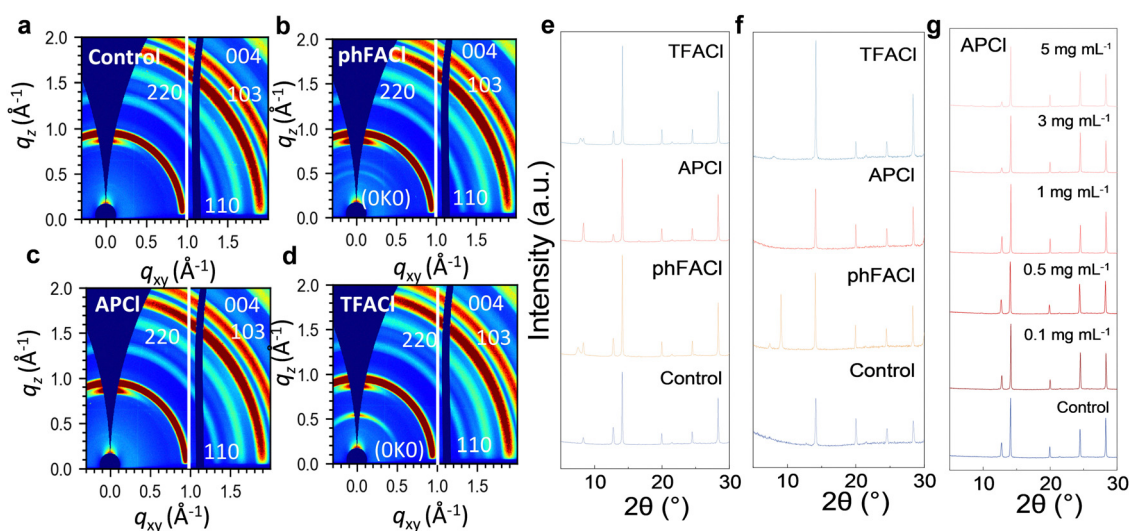 a
Control
004
103
220
110
2.0
1.5
1.0
0.5
0.0
qz (Å-1)
0.0 0.5 1.0 1.5
qxy (Å-1)
b
phFACl
004
103
220
(0K0)
110
2.0
1.5
1.0
0.5
0.0
qz (Å-1)
0.0 0.5 1.0 1.5
qxy (Å-1)
c
APCl
004
103
220
110
2.0
1.5
1.0
0.5
0.0
qz (Å-1)
0.0 0.5 1.0 1.5
qxy (Å-1)
d
TFACl
004
103
220
(0K0)
110
2.0
1.5
1.0
0.5
0.0
qz (Å-1)
0.0 0.5 1.0 1.5
qxy (Å-1)
e
Intensity (a.u.)
TFACl
APCl
phFACl
Control
10 20 30
2θ (°)
f
TFACl
APCl
phFACl
Control
10 20 30
2θ (°)
g
APCl
5 mg mL-1
3 mg mL-1
1 mg mL-1
0.5 mg mL-1
0.1 mg mL-1
Control
10 20 30
2θ (°)